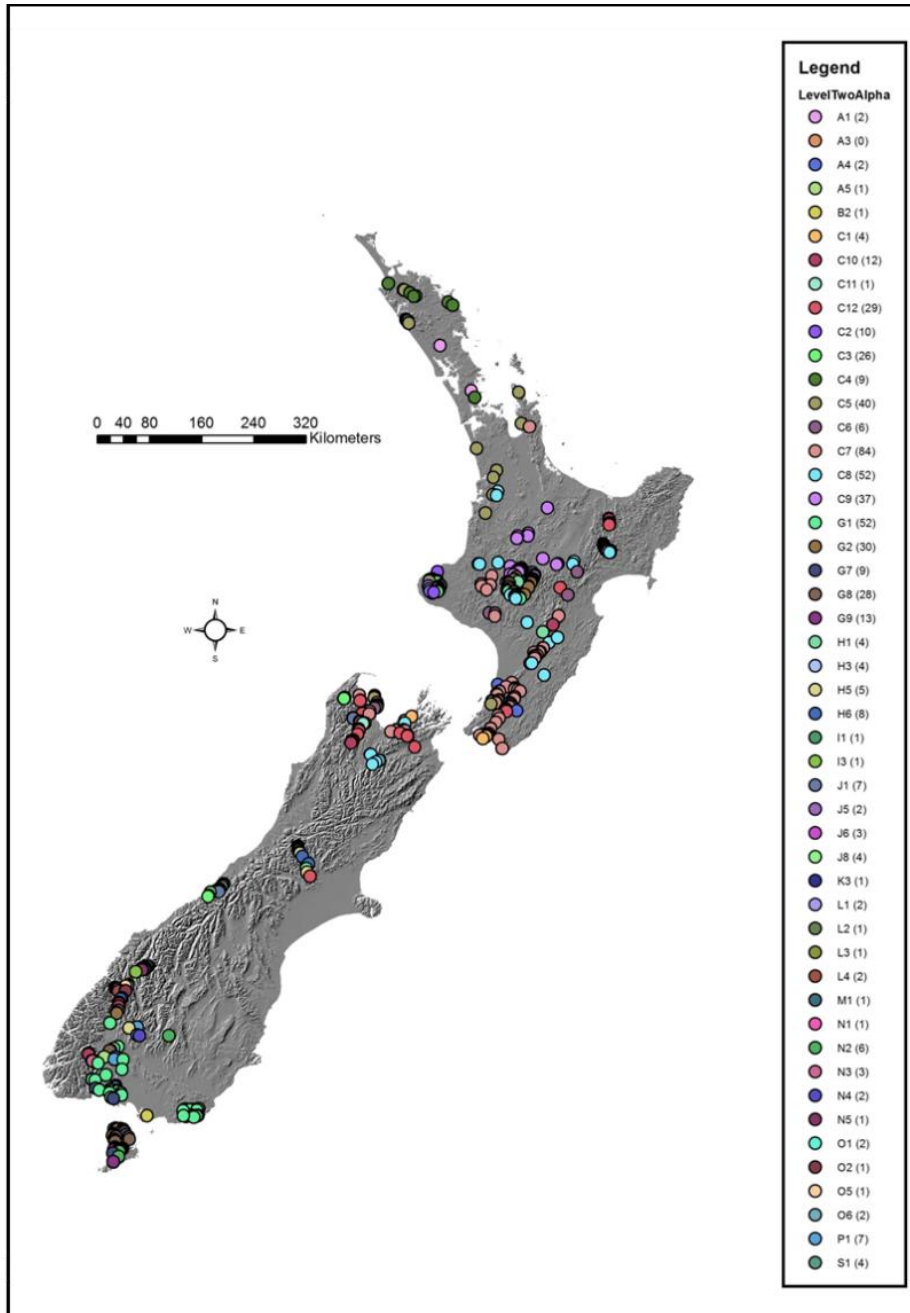 Legend
LevelTwoAlpha
A1 (2)
A3 (0)
A4 (2)
A5 (1)
B2 (1)
C1 (4)
C10 (12)
C11 (1)
C12 (29)
C2 (10)
C3 (26)
C4 (9)
C5 (40)
C6 (6)
C7 (84)
C8 (52)
C9 (37)
G1 (52)
G2 (30)
G7 (9)
G8 (28)
G9 (13)
H1 (4)
H3 (4)
H5 (5)
H6 (8)
I1 (1)
I3 (1)
J1 (7)
J5 (2)
J6 (3)
J8 (4)
K3 (1)
L1 (2)
L2 (1)
L3 (1)
L4 (2)
M1 (1)
N1 (1)
N2 (6)
N3 (3)
N4 (2)
N5 (1)
O1 (2)
O2 (1)
O5 (1)
O6 (2)
P1 (7)
S1 (4)
0 40 80 160 240 320
Kilometers
N
W E
S